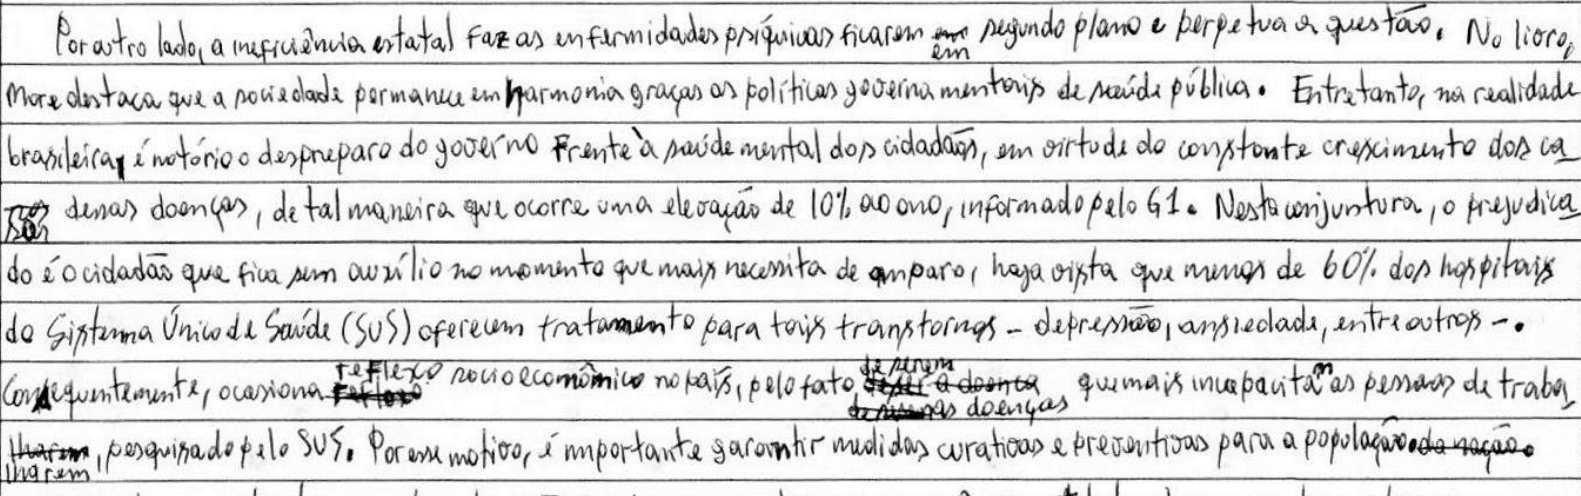 Por outro lado, a ineficiência estatal faz as enfermidades psíquicas ficarem em segundo plano e perpetua a questão. No livro,
More destaca que a sociedade permanece em harmonia graças as políticas governamentais de saúde pública. Entretanto, na realidade
brasileira, é notório o despreparo do governo frente à saúde mental dos cidadãos, em virtude do constante crescimento dos ca
sos dessas doenças, de tal maneira que ocorre uma elevação de 10% ao ano, informado pelo G1. Nesta conjuntura, o prejudica
do é o cidadão que fica sem auxílio no momento que mais necessita de amparo, haja vista que menos de 60% dos hospitais
do Sistema Único de Saúde (SUS) oferecem tratamento para tais transtornos - depressão, ansiedade, entre outros -.
Consequentemente, ocasiona reflexo socioeconômico no país, pelo fato de serem as doenças que mais incapacitam as pessoas de traba
lharem, pesquisado pelo SUS. Por esse motivo, é importante garantir medidas curativas e preventivas para a população.